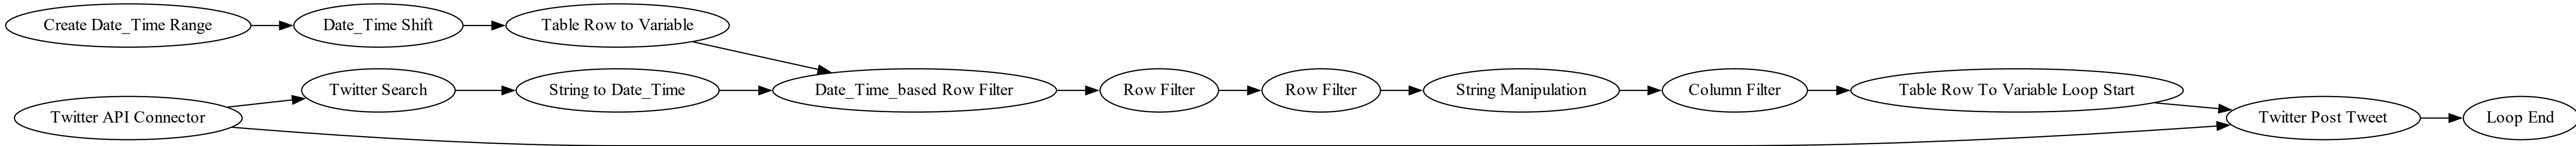 Create Date_Time Range
Date_Time Shift
Table Row to Variable
Twitter API Connector
Twitter Search
String to Date_Time
Date_Time_based Row Filter
Row Filter
Row Filter
String Manipulation
Column Filter
Table Row To Variable Loop Start
Twitter Post Tweet
Loop End